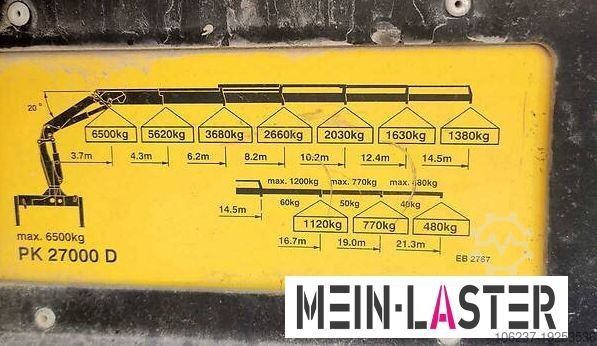 20°
6500kg 5620kg 3680kg 2660kg 2030kg 1630kg 1380kg
3.7m 4.3m 6.2m 8.2m 10.2m 12.4m 14.5m
max. 1200kg max. 770kg max. 480kg
14.5m 60kg 50kg 40kg
1120kg 770kg 480kg
max. 6500kg
16.7m 19.0m 21.3m
PK 27000 D
EB 2767
MEIN-LASTER